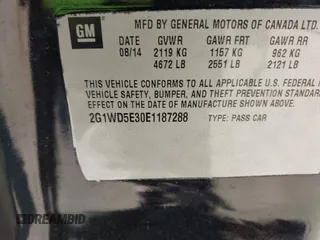 GM
MFD BY GENERAL MOTORS OF CANADA LTD.
DATE GVWR GAWR FRT GAWR RR
08/14 2119 KG 1157 KG 962 KG
4672 LB 2551 LB 2121 LB
THIS VEHICLE CONFORMS TO ALL APPLICABLE U.S. FEDERAL
VEHICLE SAFETY, BUMPER, AND THEFT PREVENTION STANDARD
EFFECT ON THE DATE OF MANUFACTURE SHOWN ABOVE.
2G1WD5E30E1187288 TYPE: PASS CAR
DREAMBID